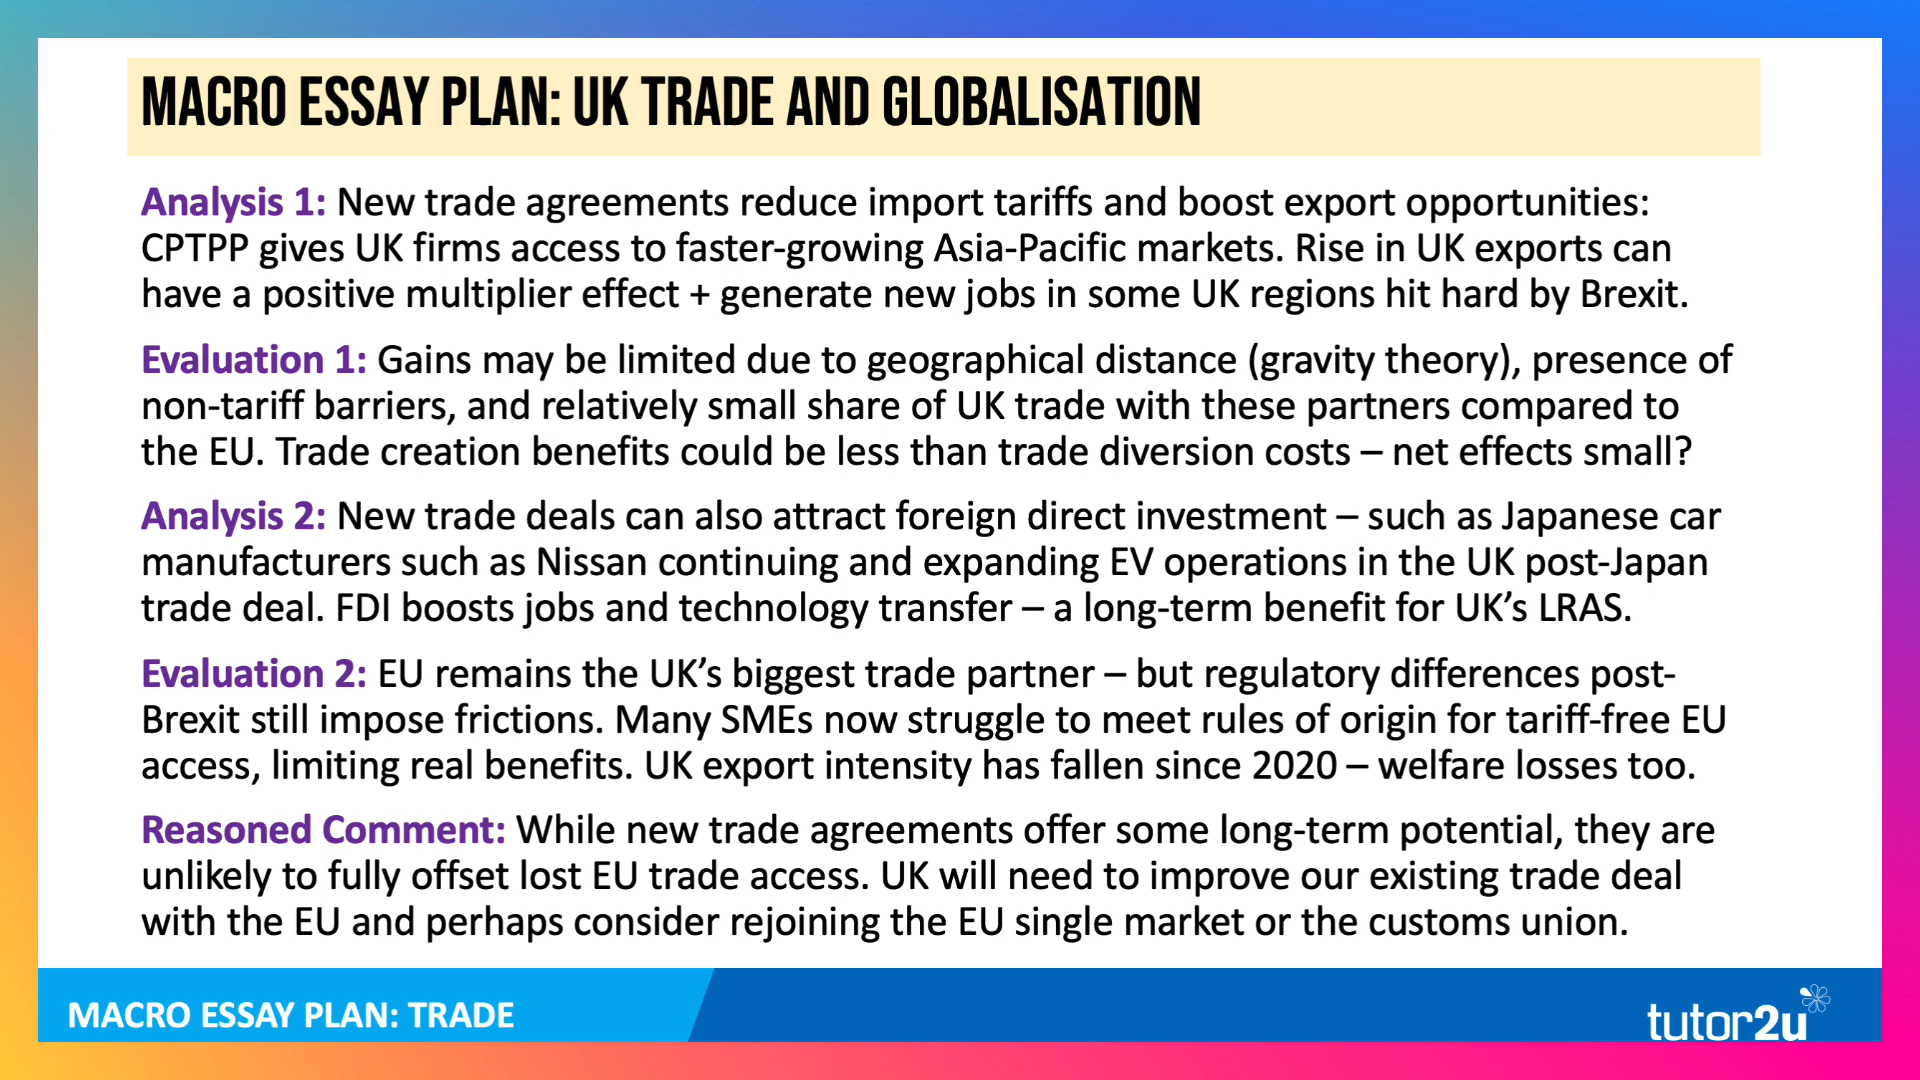 MACRO ESSAY PLAN: UK TRADE AND GLOBALISATION
Analysis 1: New trade agreements reduce import tariffs and boost export opportunities:
CPTPP gives UK firms access to faster-growing Asia-Pacific markets. Rise in UK exports can
have a positive multiplier effect + generate new jobs in some UK regions hit hard by Brexit.
Evaluation 1: Gains may be limited due to geographical distance (gravity theory), presence of
non-tariff barriers, and relatively small share of UK trade with these partners compared to
the EU. Trade creation benefits could be less than trade diversion costs – net effects small?
Analysis 2: New trade deals can also attract foreign direct investment – such as Japanese car
manufacturers such as Nissan continuing and expanding EV operations in the UK post-Japan
trade deal. FDI boosts jobs and technology transfer – a long-term benefit for UK’s LRAS.
Evaluation 2: EU remains the UK’s biggest trade partner – but regulatory differences post-
Brexit still impose frictions. Many SMEs now struggle to meet rules of origin for tariff-free EU
access, limiting real benefits. UK export intensity has fallen since 2020 – welfare losses too.
Reasoned Comment: While new trade agreements offer some long-term potential, they are
unlikely to fully offset lost EU trade access. UK will need to improve our existing trade deal
with the EU and perhaps consider rejoining the EU single market or the customs union.
MACRO ESSAY PLAN: TRADE
tutor2u